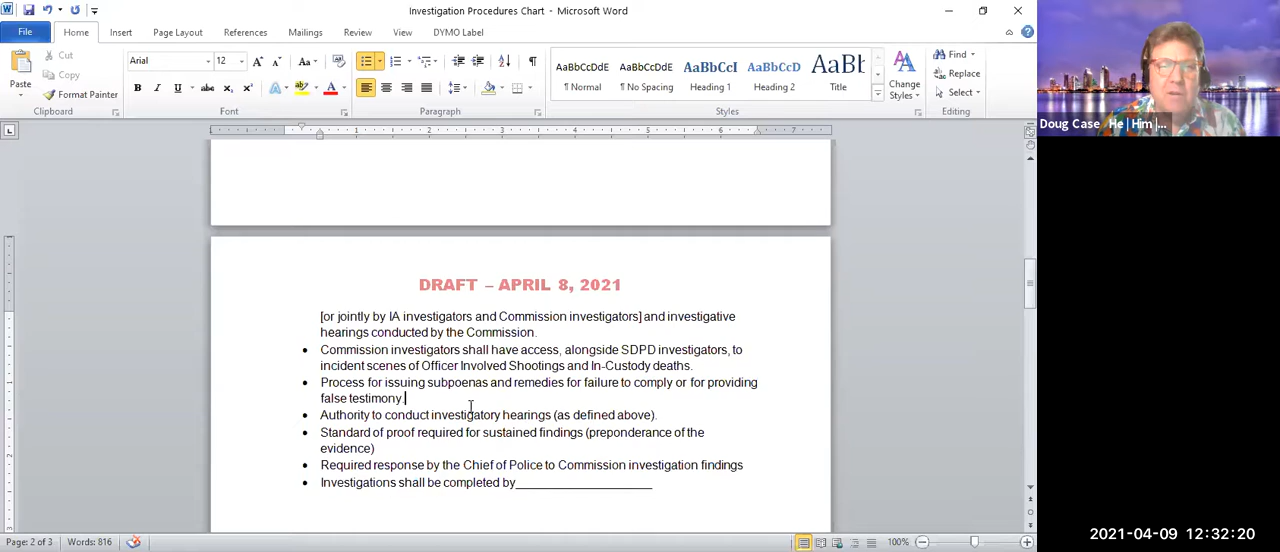 Investigation Procedures Chart - Microsoft Word
File Home Insert Page Layout References Mailings Review View DYMO Label
Paste
Cut
Copy
Format Painter
Clipboard
Arial 12
Font
Paragraph
AaBbCcDdE AaBbCcDdE AaBbCcI AaBbCcD AaBb
¶ Normal ¶ No Spacing Heading 1 Heading 2 Title
Change
Styles
Styles
Find
Replace
Select
Editing
Doug Case He | Him |...
DRAFT – APRIL 8, 2021
[or jointly by IA investigators and Commission investigators] and investigative
hearings conducted by the Commission.
• Commission investigators shall have access, alongside SDPD investigators, to
incident scenes of Officer Involved Shootings and In-Custody deaths.
• Process for issuing subpoenas and remedies for failure to comply or for providing
false testimony.
• Authority to conduct investigatory hearings (as defined above).
• Standard of proof required for sustained findings (preponderance of the
evidence)
• Required response by the Chief of Police to Commission investigation findings
• Investigations shall be completed by____________________
Page: 2 of 3 Words: 816 100%
2021-04-09 12:32:20